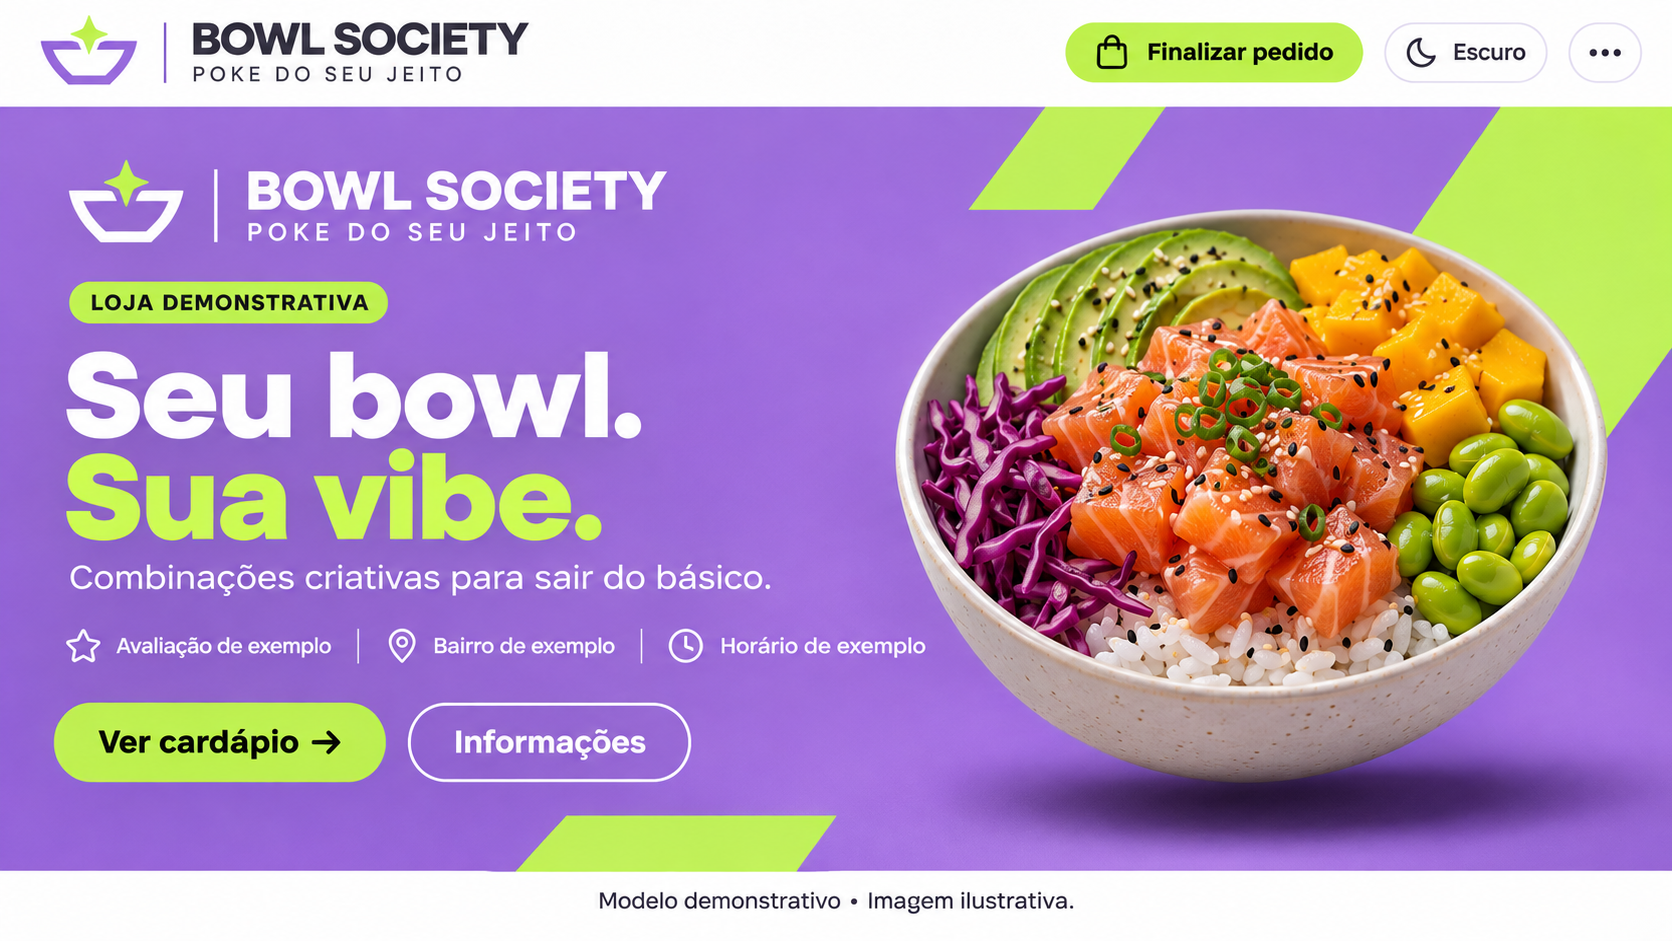 BOWL SOCIETY
POKE DO SEU JEITO
Finalizar pedido
Escuro
BOWL SOCIETY
POKE DO SEU JEITO
LOJA DEMONSTRATIVA
Seu bowl.
Sua vibe.
Combinações criativas para sair do básico.
Avaliação de exemplo
Bairro de exemplo
Horário de exemplo
Ver cardápio →
Informações
Modelo demonstrativo • Imagem ilustrativa.